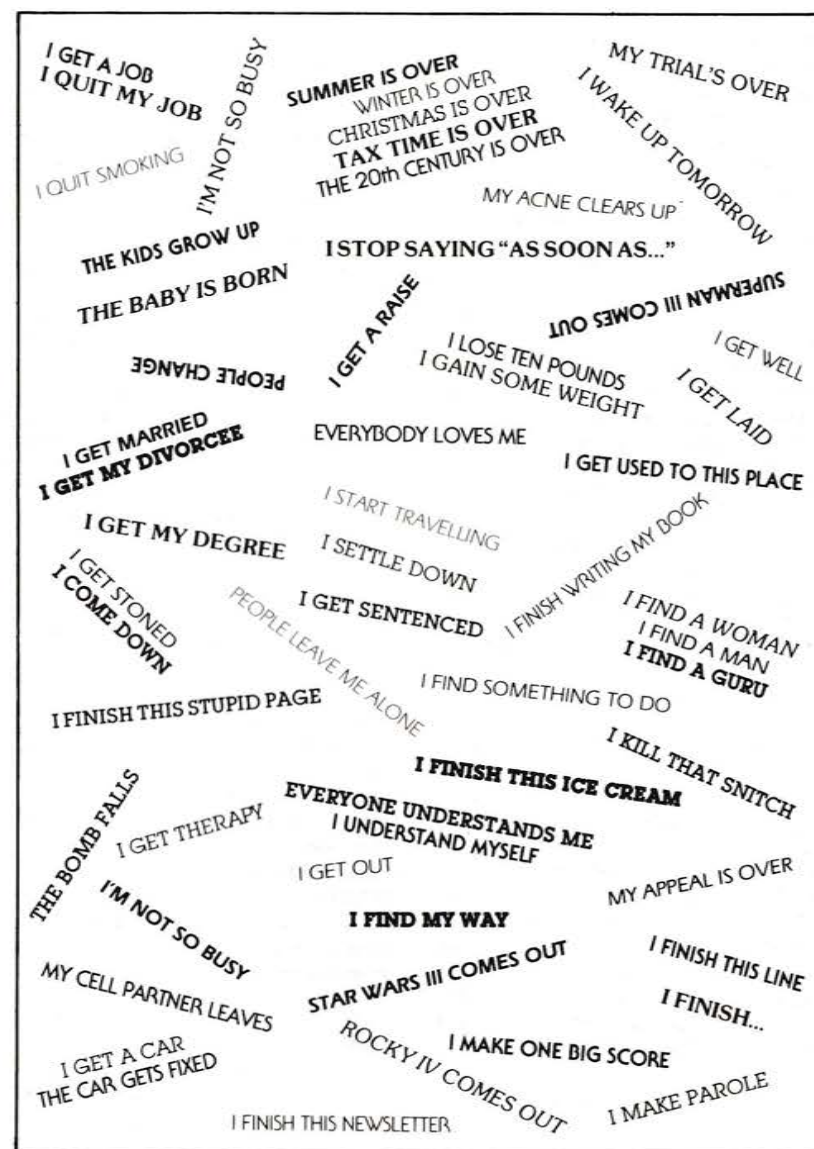 I GET A JOB
I QUIT MY JOB
I'M NOT SO BUSY
SUMMER IS OVER
WINTER IS OVER
CHRISTMAS IS OVER
TAX TIME IS OVER
THE 20th CENTURY IS OVER
MY TRIAL'S OVER
I WAKE UP TOMORROW
I QUIT SMOKING
MY ACNE CLEARS UP
THE KIDS GROW UP
I STOP SAYING “AS SOON AS...”
THE BABY IS BORN
SUPERMAN III COMES OUT
I GET A RAISE
PEOPLE CHANGE
I LOSE TEN POUNDS
I GAIN SOME WEIGHT
I GET WELL
I GET LAID
I GET MARRIED
I GET MY DIVORCEE
EVERYBODY LOVES ME
I GET USED TO THIS PLACE
I START TRAVELLING
I GET MY DEGREE
I SETTLE DOWN
I FINISH WRITING MY BOOK
I GET STONED
I COME DOWN
PEOPLE LEAVE ME ALONE
I GET SENTENCED
I FIND A WOMAN
I FIND A MAN
I FIND A GURU
I FIND SOMETHING TO DO
I FINISH THIS STUPID PAGE
I KILL THAT SNITCH
I FINISH THIS ICE CREAM
THE BOMB FALLS
I GET THERAPY
EVERYONE UNDERSTANDS ME
I UNDERSTAND MYSELF
I GET OUT
MY APPEAL IS OVER
I'M NOT SO BUSY
I FIND MY WAY
I FINISH THIS LINE
MY CELL PARTNER LEAVES
STAR WARS III COMES OUT
I FINISH...
I GET A CAR
THE CAR GETS FIXED
ROCKY IV COMES OUT
I MAKE ONE BIG SCORE
I MAKE PAROLE
I FINISH THIS NEWSLETTER